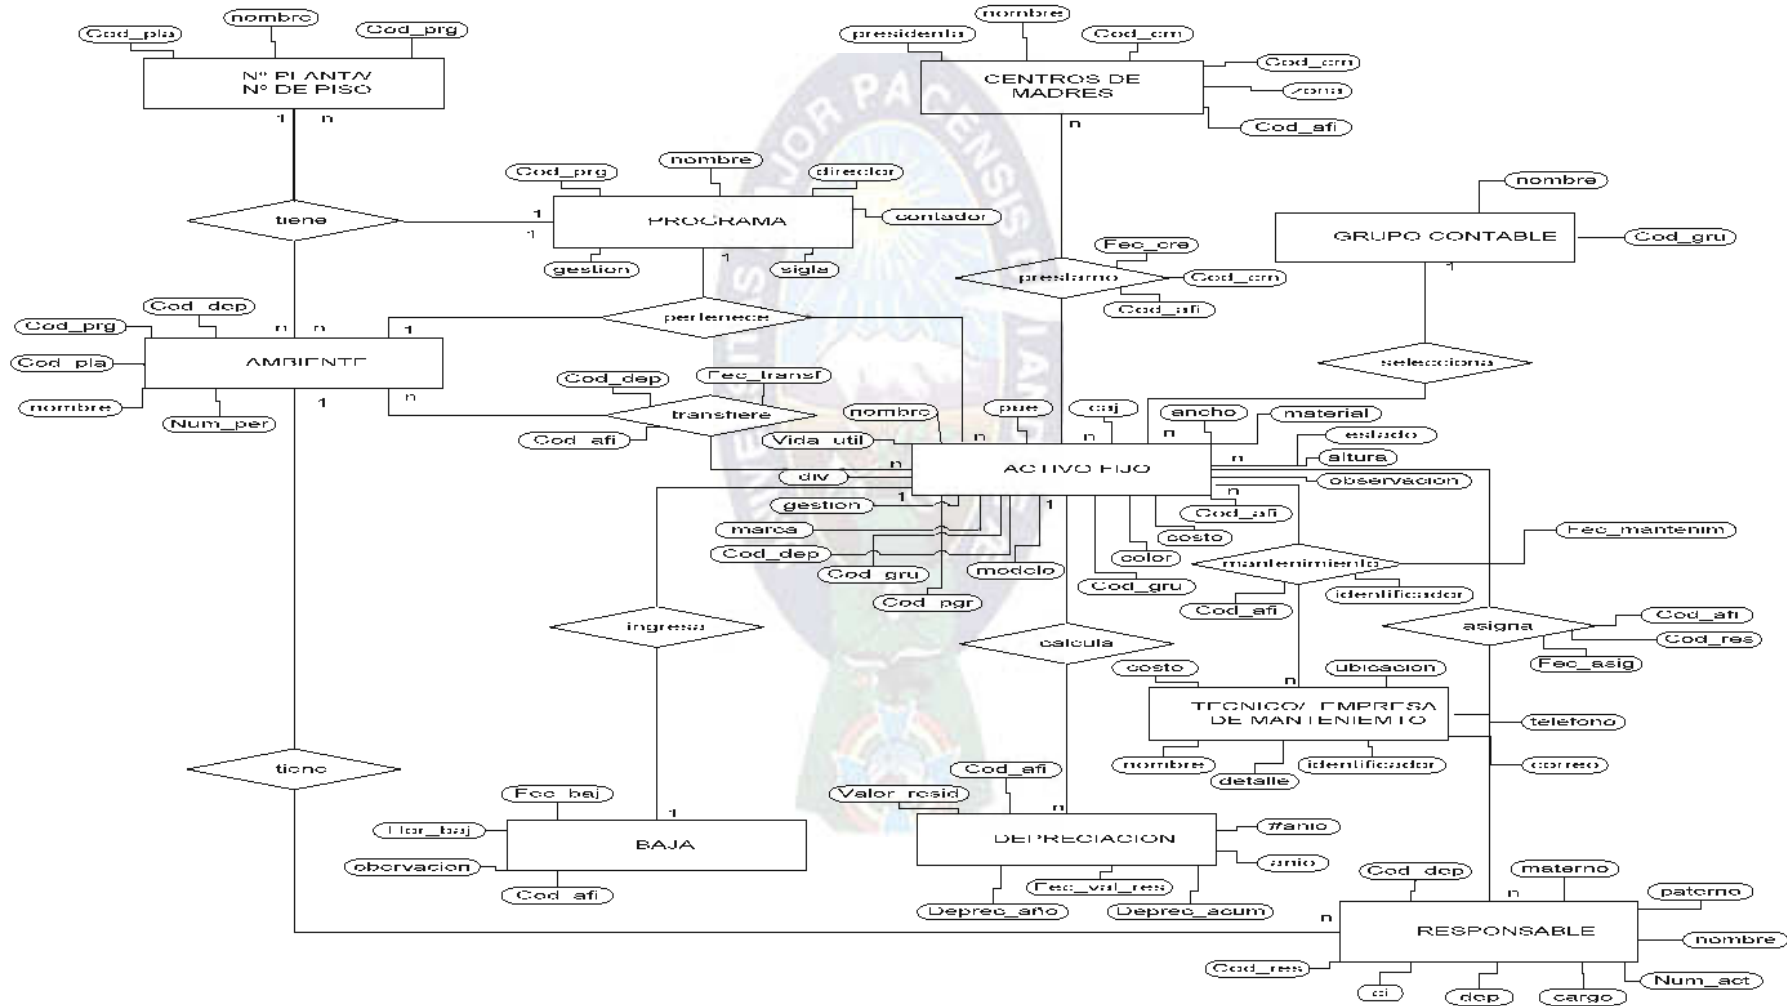 nombre
Cod_pla
Cod_prg
Nº PLANTA/
Nº DE PISO
1
n
nombre
presidenta
Cod_cm
CENTROS DE
MADRES
Cod_cm
zona
Cod_afi
n
Cod_prg
nombre
director
PROGRAMA
contador
gestion
sigla
1
1
1
tiene
nombre
GRUPO CONTABLE
Cod_gru
1
Fec_cre
prestamo
Cod_cm
Cod_afi
Cod_dep
Cod_prg
Cod_pla
AMBIENTE
nombre
Num_per
n
n
1
n
1
pertenece
selecciona
Cod_dep
Fec_transf
transfiere
Cod_afi
nombre
pue
caj
ancho
material
Vida_util
n
n
n
estado
altura
div
n
ACTIVO FIJO
n
observacion
gestion
1
1
n
Cod_afi
marca
costo
Cod_dep
color
Cod_gru
modelo
Cod_gru
Cod_pgr
Fec_mantenim
mantenimiento
identificador
Cod_afi
ingresa
calcula
asigna
Cod_afi
Cod_res
Fec_asig
costo
n
ubicacion
TECNICO/ EMPRESA
DE MANTENIEMTO
telefono
nombre
detalle
identificador
correo
tiene
Fec_baj
Hor_baj
1
BAJA
obervacion
Cod_afi
Cod_afi
Valor_resid
n
DEPRECIACION
#anio
anio
Fec_val_res
Deprec_año
Deprec_acum
Cod_dep
materno
paterno
n
n
RESPONSABLE
nombre
Cod_res
Num_act
ci
dep
cargo